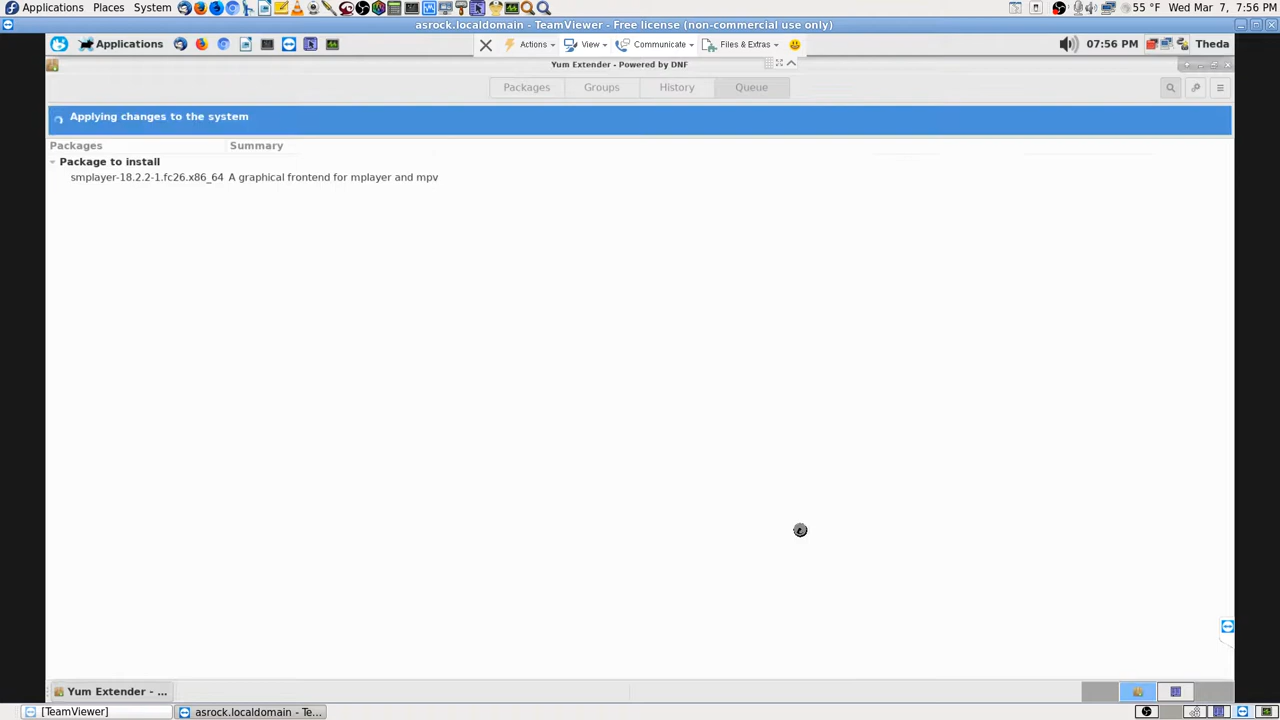 Applications Places System 55 °F Wed Mar 7, 7:56 PM
asrock.localdomain - TeamViewer - Free license (non-commercial use only)
Applications Actions View Communicate Files & Extras 07:56 PM Theda
Yum Extender - Powered by DNF
Packages Groups History Queue
Applying changes to the system
Packages Summary
Package to install
smplayer-18.2.2-1.fc26.x86_64 A graphical frontend for mplayer and mpv
Yum Extender - ...
[TeamViewer] asrock.localdomain - Te...